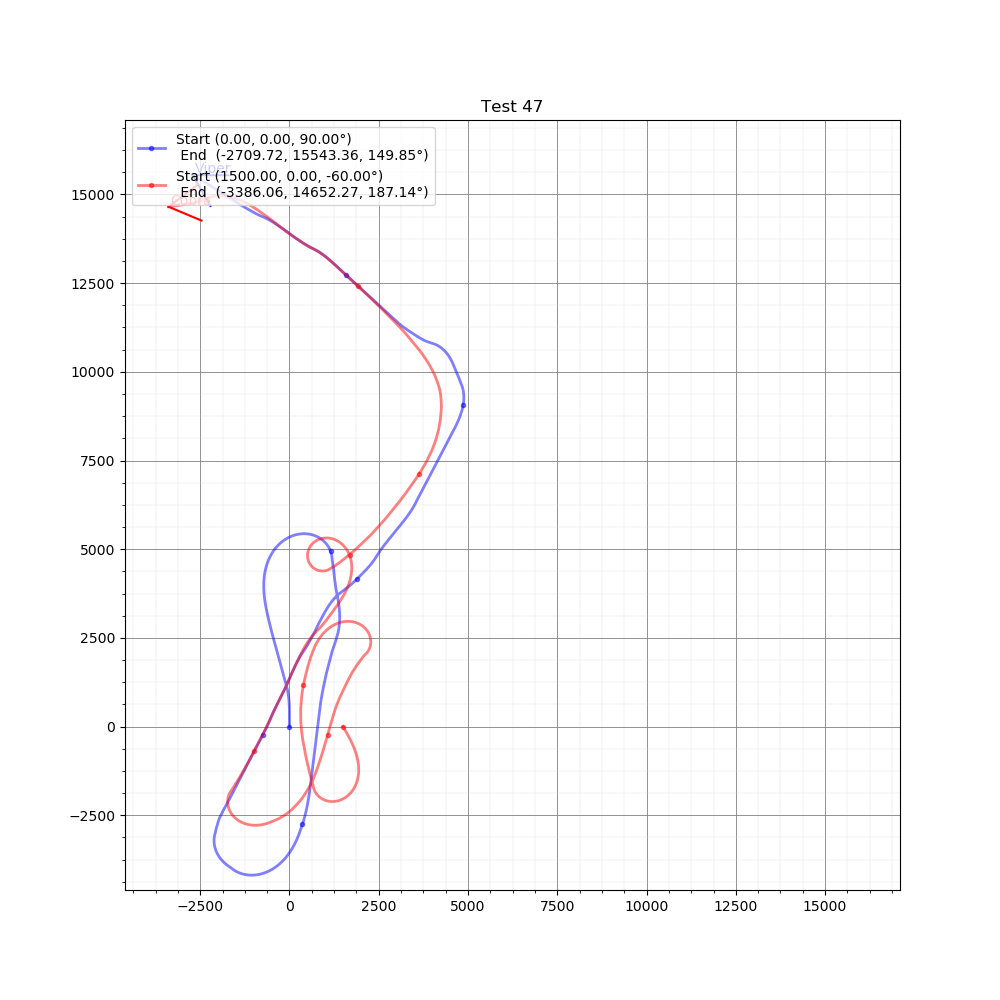 Test 47
Start (0.00, 0.00, 90.00°)
End (-2709.72, 15543.36, 149.85°)
Start (1500.00, 0.00, -60.00°)
End (-3386.06, 14652.27, 187.14°)
Viper
15000
12500
10000
7500
5000
2500
0
−2500
−2500 0 2500 5000 7500 10000 12500 15000